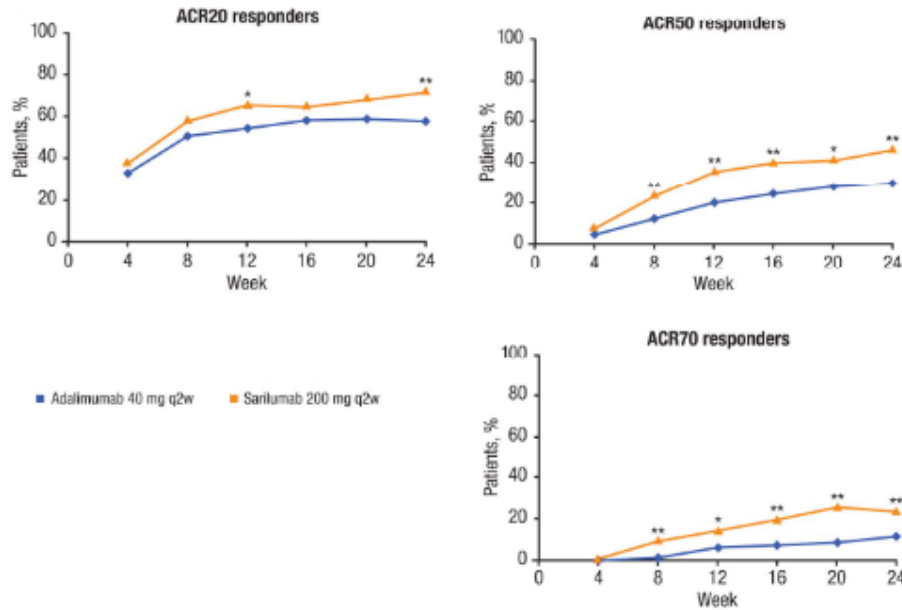 ACR20 responders
100
80
60
40
20
0
Patients, %
*
**
0 4 8 12 16 20 24
Week
ACR50 responders
100
80
60
40
20
0
Patients, %
**
**
**
*
**
0 4 8 12 16 20 24
Week
Adalimumab 40 mg q2w
Sarilumab 200 mg q2w
ACR70 responders
100
80
60
40
20
0
Patients, %
**
*
**
**
**
0 4 8 12 16 20 24
Week